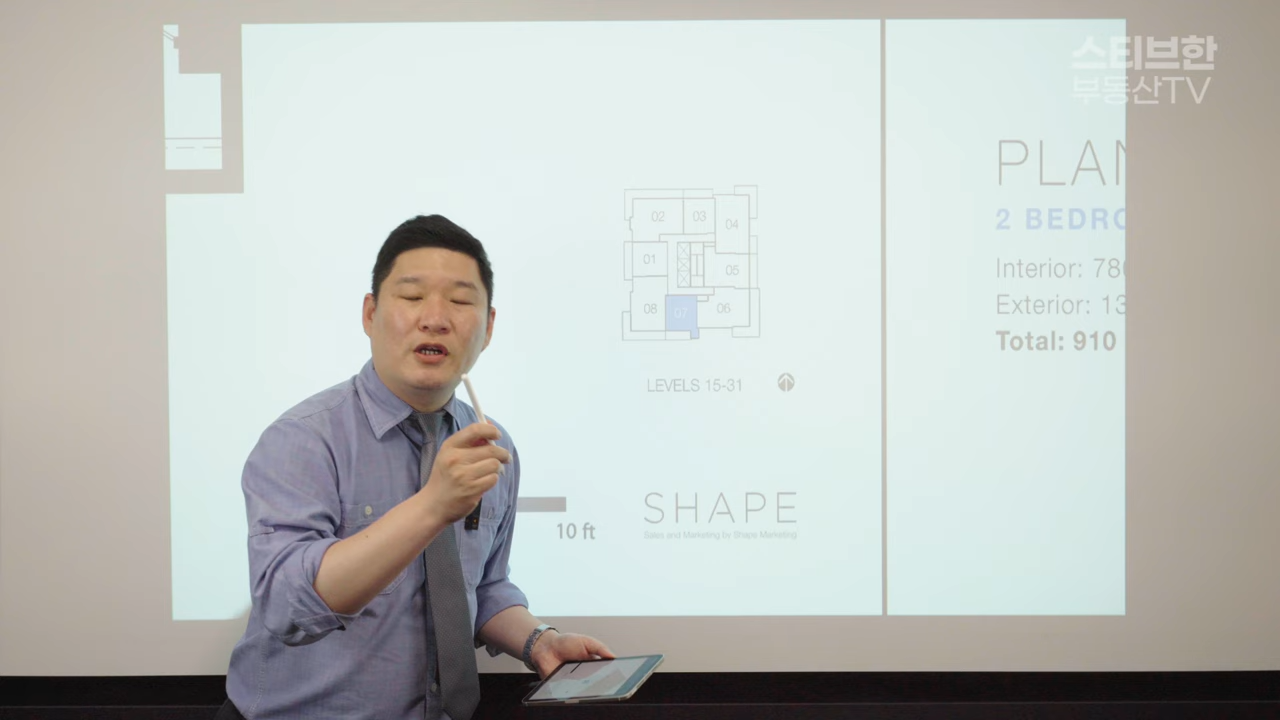 스티브한
부동산TV
PLAN
2 BEDRO
Interior: 780
Exterior: 13
Total: 910
02
03
04
01
05
08
07
06
LEVELS 15-31
10 ft
SHAPE
Sales and Marketing by Shape Marketing